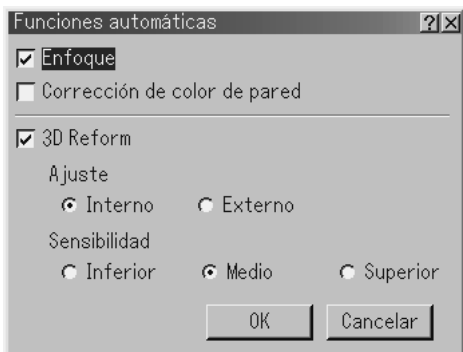 Funciones automáticas
Enfoque
Corrección de color de pared
3D Reform
Ajuste
Interno Externo
Sensibilidad
Inferior Medio Superior
OK Cancelar